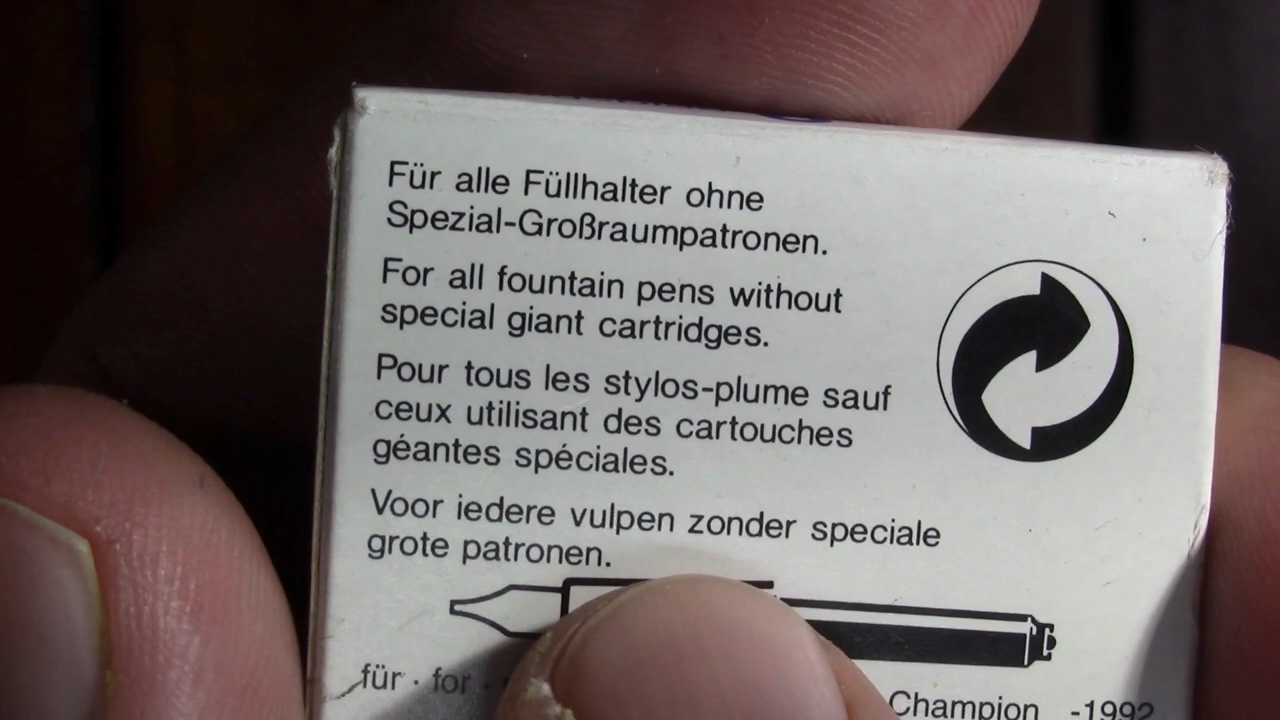 Für alle Füllhalter ohne
Spezial-Großraumpatronen.
For all fountain pens without
special giant cartridges.
Pour tous les stylos-plume sauf
ceux utilisant des cartouches
géantes spéciales.
Voor iedere vulpen zonder speciale
grote patronen.
für · for
Champion -1992